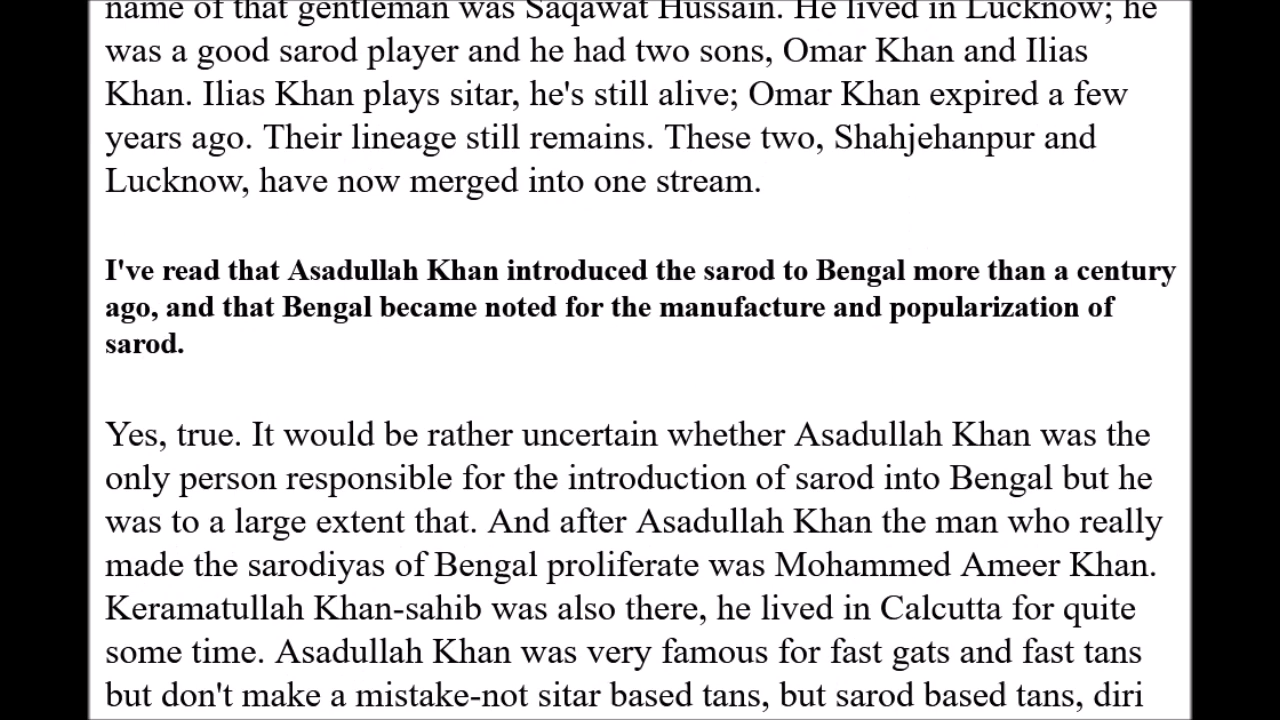 name of that gentleman was Saqawat Hussain. He lived in Lucknow; he
was a good sarod player and he had two sons, Omar Khan and Ilias
Khan. Ilias Khan plays sitar, he's still alive; Omar Khan expired a few
years ago. Their lineage still remains. These two, Shahjehanpur and
Lucknow, have now merged into one stream.
I've read that Asadullah Khan introduced the sarod to Bengal more than a century
ago, and that Bengal became noted for the manufacture and popularization of
sarod.
Yes, true. It would be rather uncertain whether Asadullah Khan was the
only person responsible for the introduction of sarod into Bengal but he
was to a large extent that. And after Asadullah Khan the man who really
made the sarodiyas of Bengal proliferate was Mohammed Ameer Khan.
Keramatullah Khan-sahib was also there, he lived in Calcutta for quite
some time. Asadullah Khan was very famous for fast gats and fast tans
but don't make a mistake-not sitar based tans, but sarod based tans, diri